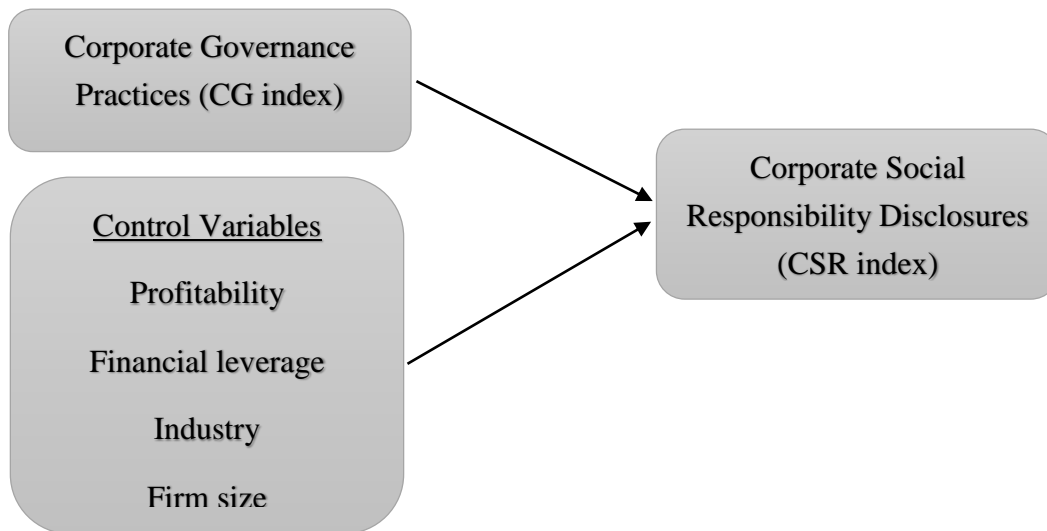 Corporate Governance
Practices (CG index)
Control Variables
Profitability
Financial leverage
Industry
Firm size
Corporate Social
Responsibility Disclosures
(CSR index)